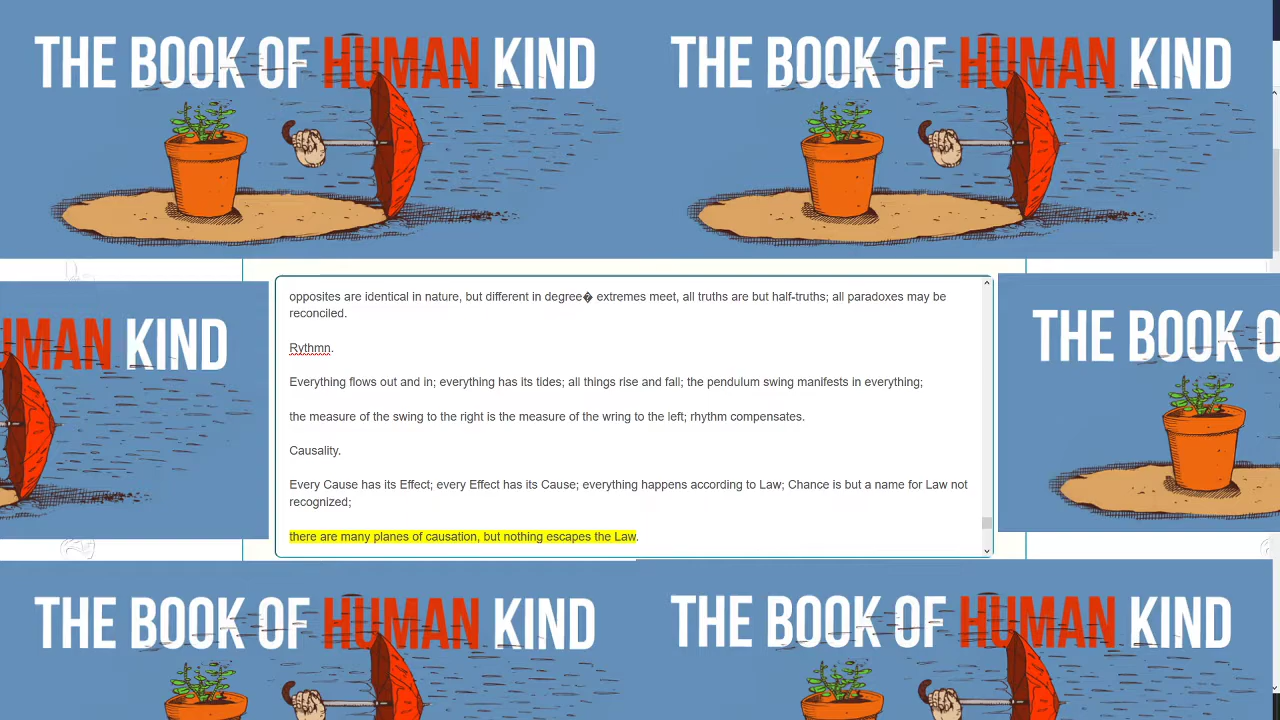 THE BOOK OF HUMAN KIND
THE BOOK OF HUMAN KIND
opposites are identical in nature, but different in degree� extremes meet, all truths are but half-truths; all paradoxes may be
reconciled.
Rythmn.
Everything flows out and in; everything has its tides; all things rise and fall; the pendulum swing manifests in everything;
the measure of the swing to the right is the measure of the wring to the left; rhythm compensates.
Causality.
Every Cause has its Effect; every Effect has its Cause; everything happens according to Law; Chance is but a name for Law not
recognized;
there are many planes of causation, but nothing escapes the Law.
UMAN KIND
THE BOOK O
THE BOOK OF HUMAN KIND
THE BOOK OF HUMAN KIND